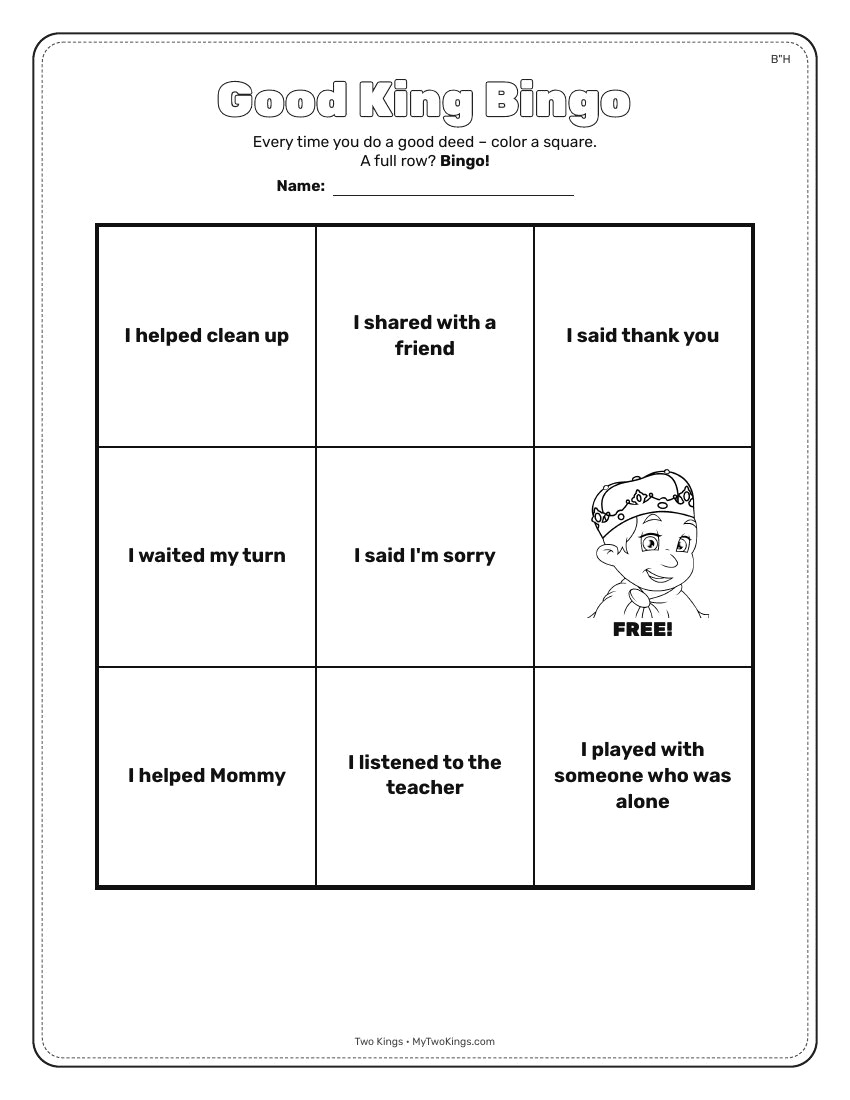 B"H
Good King Bingo
Every time you do a good deed – color a square.
A full row? Bingo!
Name:
I helped clean up
I shared with a
friend
I said thank you
I waited my turn
I said I'm sorry
FREE!
I helped Mommy
I listened to the
teacher
I played with
someone who was
alone
Two Kings • MyTwoKings.com